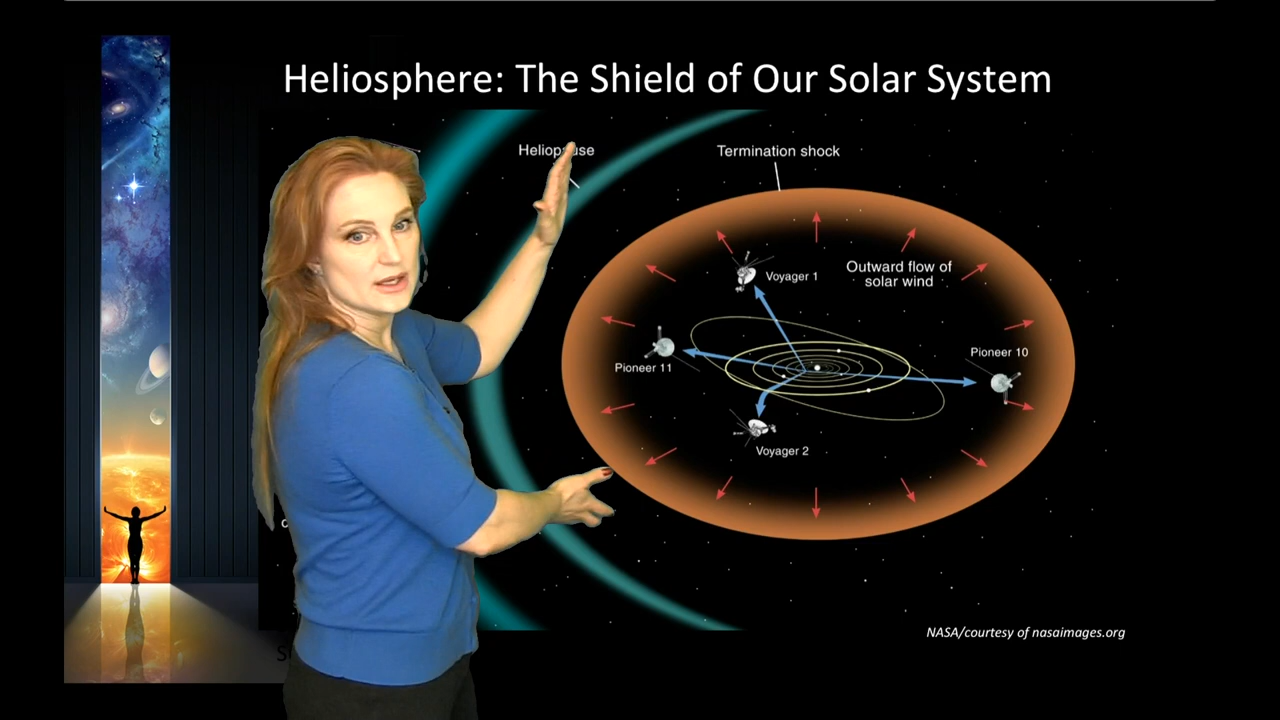 Heliosphere: The Shield of Our Solar System
Heliopause
Termination shock
Outward flow of
solar wind
Voyager 1
Pioneer 10
Pioneer 11
Voyager 2
NASA/courtesy of nasaimages.org